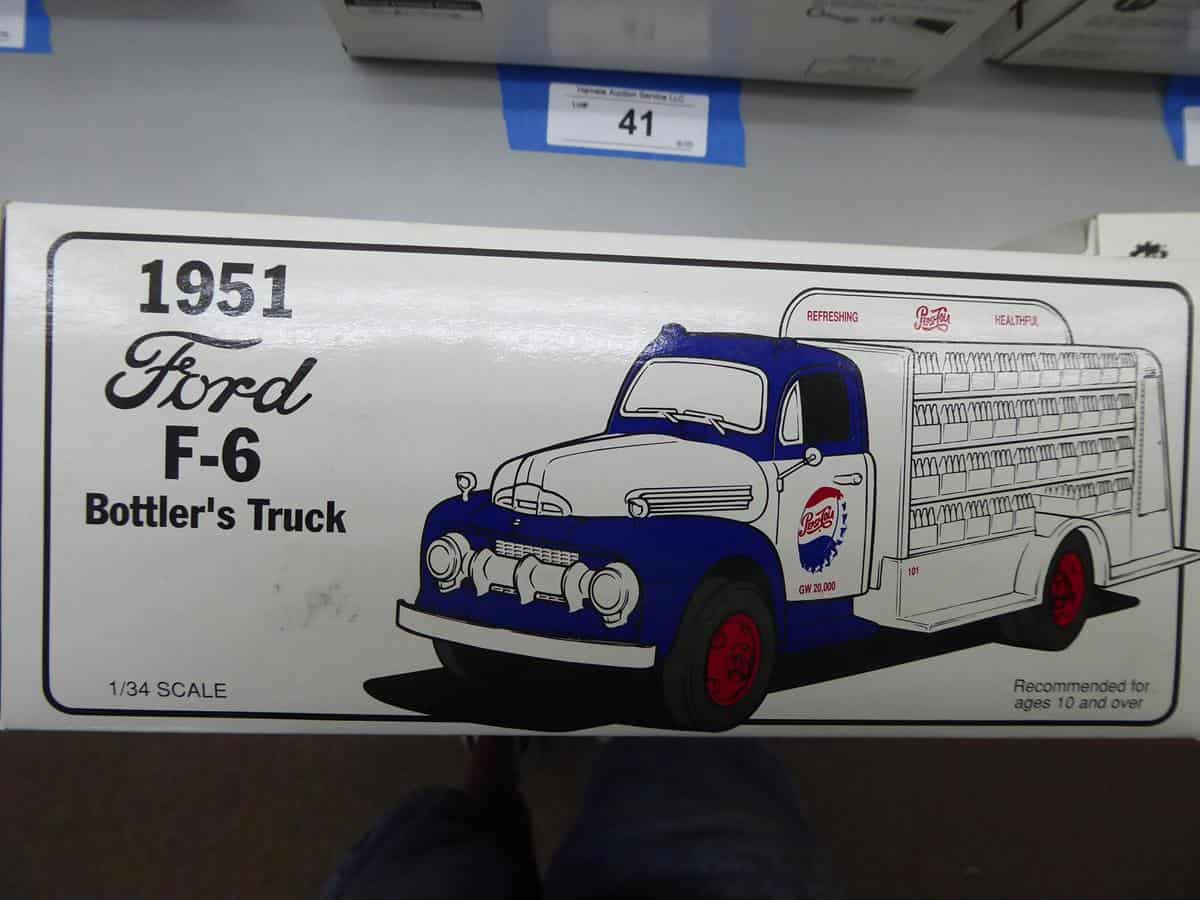 Hamele Auction Service LLC
Lot#
41
1951
Ford
F-6
Bottler's Truck
1/34 SCALE
REFRESHING
Pepsi-Cola
HEALTHFUL
Pepsi-Cola
GW 20,000
101
Recommended for
ages 10 and over